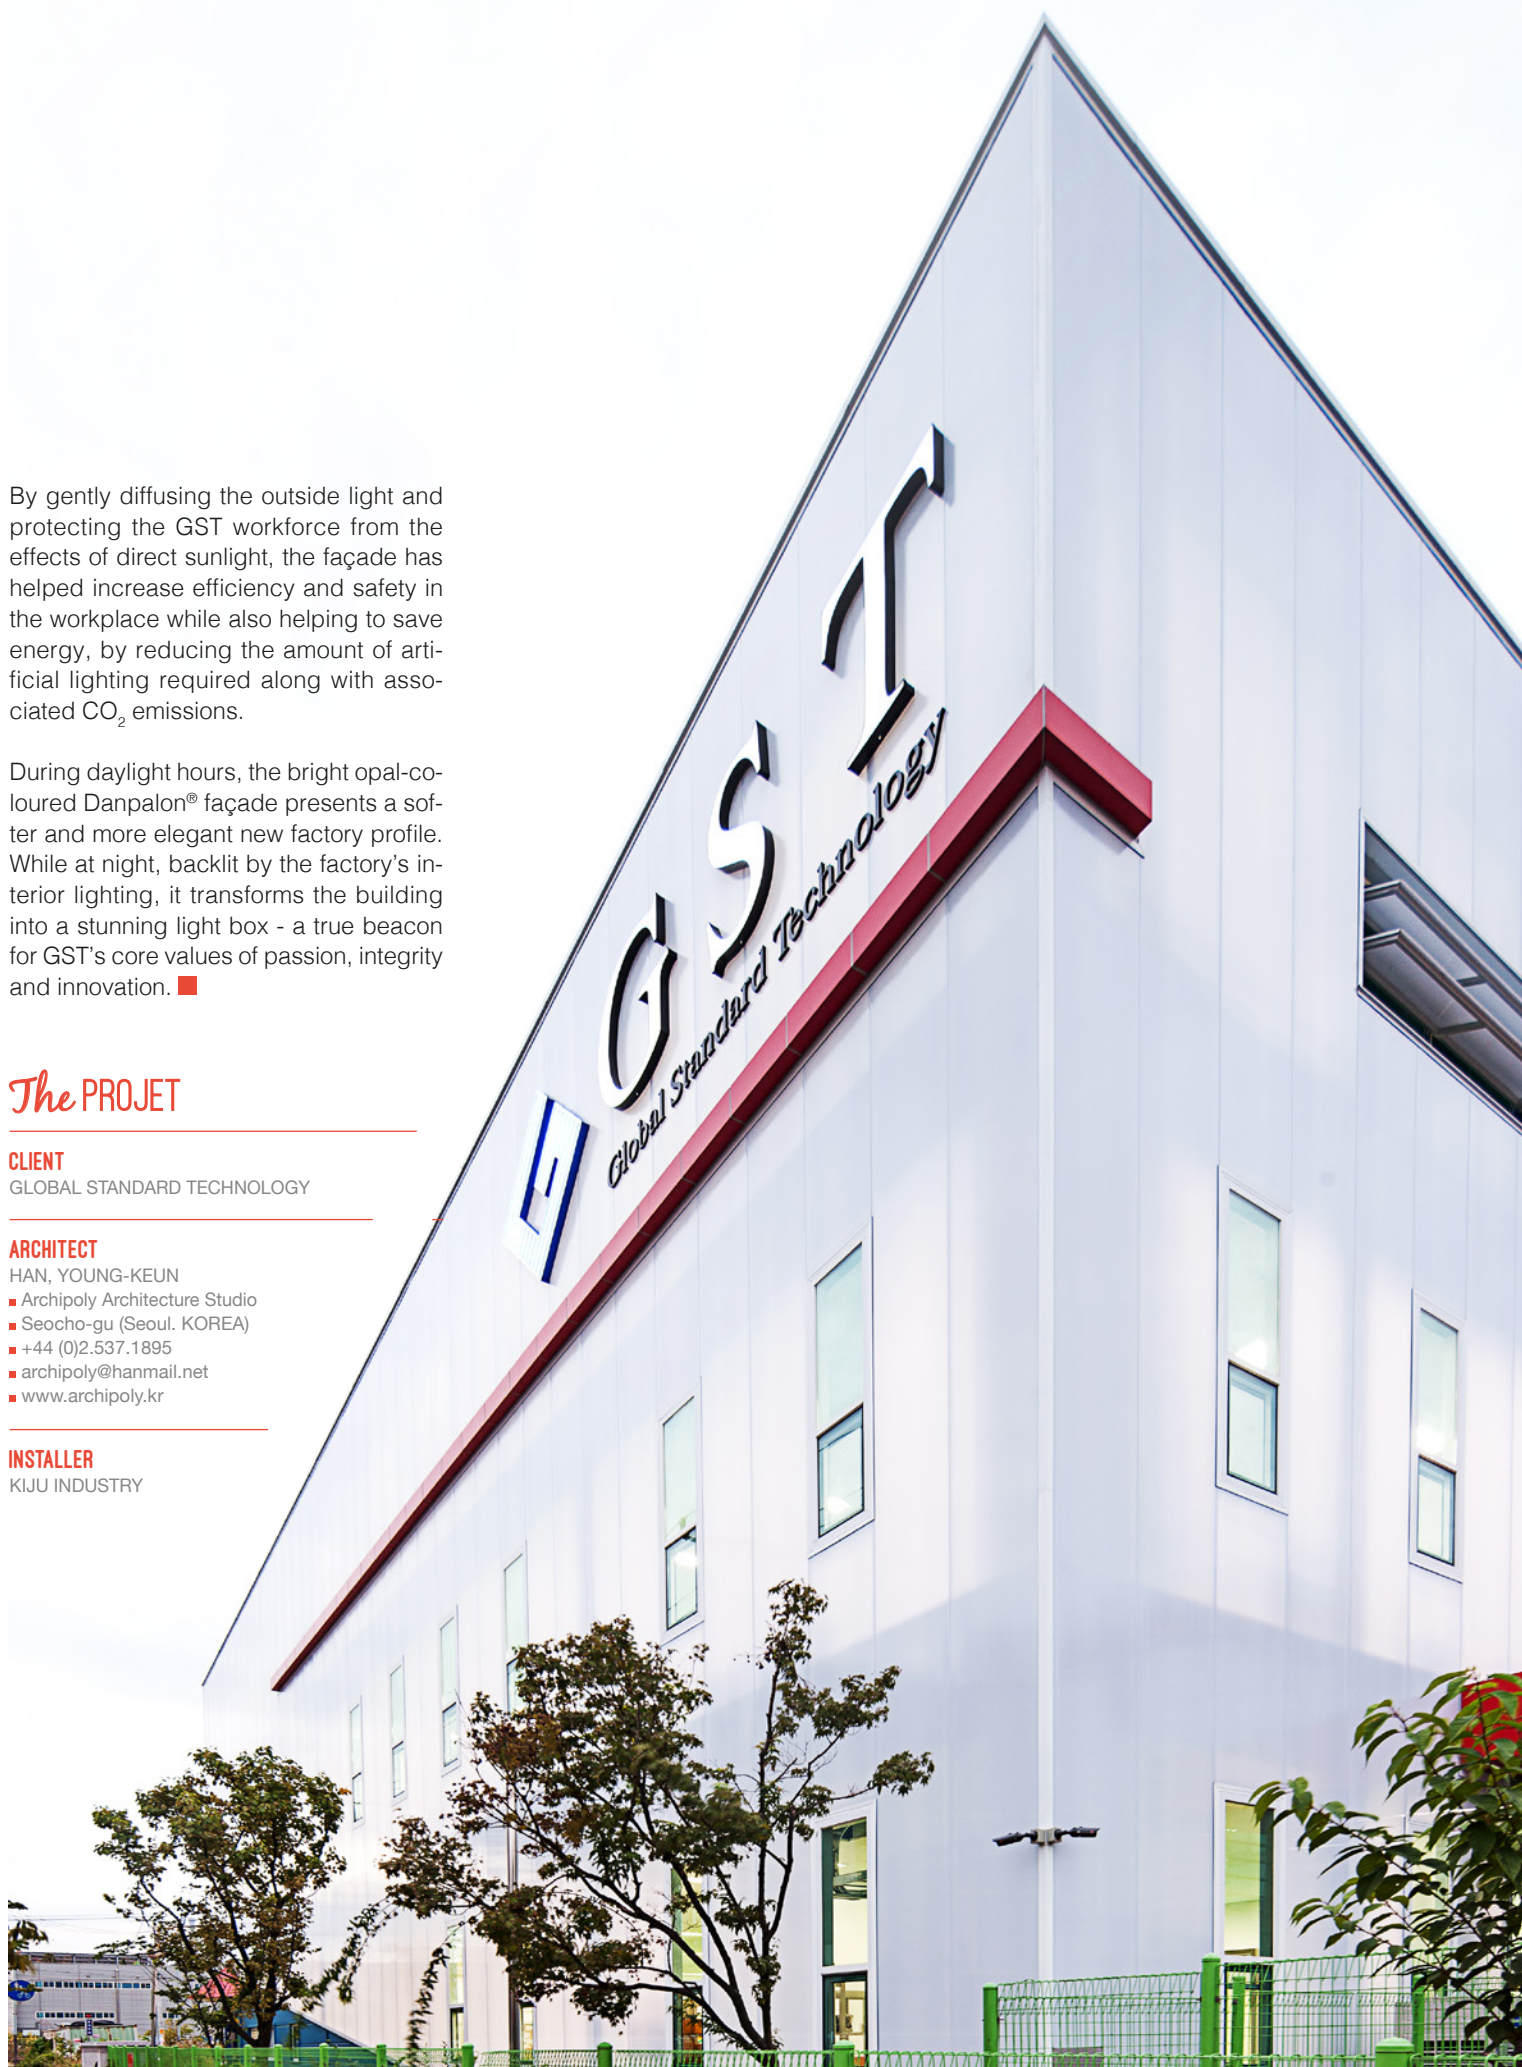 By gently diffusing the outside light and
protecting the GST workforce from the
effects of direct sunlight, the façade has
helped increase efficiency and safety in
the workplace while also helping to save
energy, by reducing the amount of arti-
ficial lighting required along with asso-
ciated CO₂ emissions.
During daylight hours, the bright opal-co-
loured Danpalon® façade presents a sof-
ter and more elegant new factory profile.
While at night, backlit by the factory's in-
terior lighting, it transforms the building
into a stunning light box - a true beacon
for GST's core values of passion, integrity
and innovation.
The PROJET
CLIENT
GLOBAL STANDARD TECHNOLOGY
ARCHITECT
HAN, YOUNG-KEUN
Archipoly Architecture Studio
Seocho-gu (Seoul. KOREA)
+44 (0)2.537.1895
archipoly@hanmail.net
www.archipoly.kr
INSTALLER
KIJU INDUSTRY
GST
Global Standard Technology